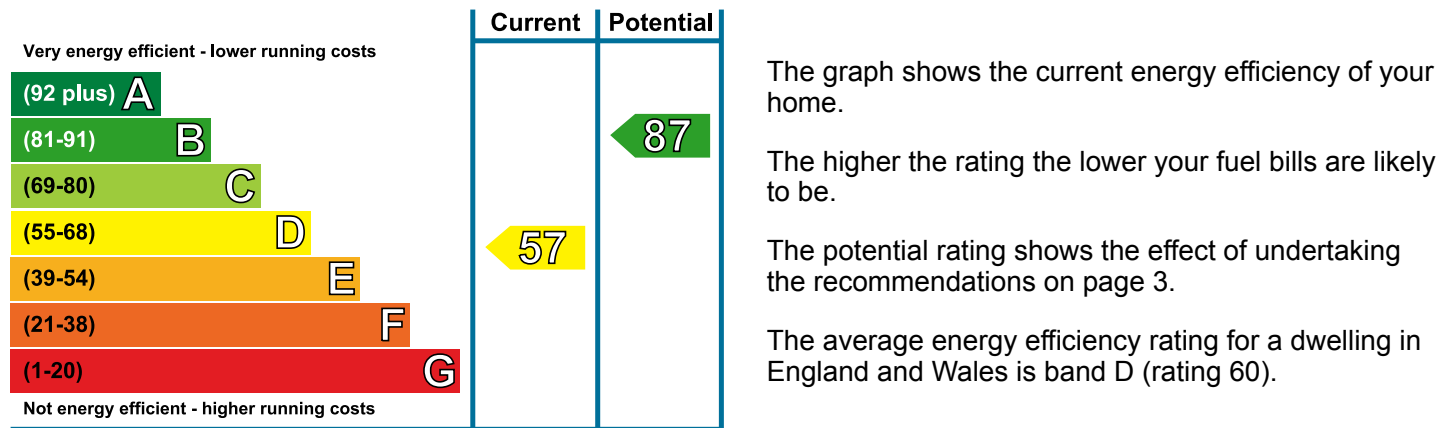 Current Potential
Very energy efficient - lower running costs
(92 plus) A
(81-91) B
87
(69-80) C
(55-68) D
57
(39-54) E
(21-38) F
(1-20) G
Not energy efficient - higher running costs
The graph shows the current energy efficiency of your
home.
The higher the rating the lower your fuel bills are likely
to be.
The potential rating shows the effect of undertaking
the recommendations on page 3.
The average energy efficiency rating for a dwelling in
England and Wales is band D (rating 60).